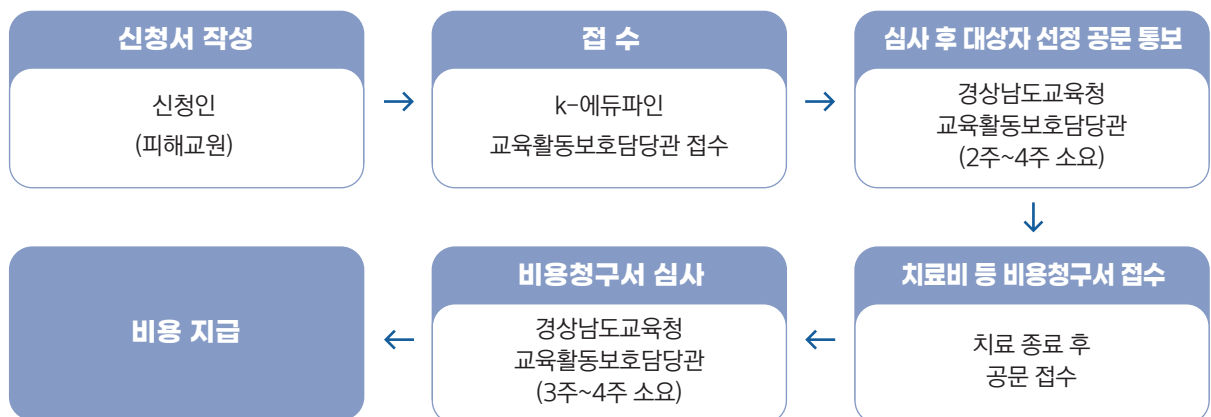 신청서 작성
신청인
(피해교원)
→
접 수
k-에듀파인
교육활동보호담당관 접수
→
심사 후 대상자 선정 공문 통보
경상남도교육청
교육활동보호담당관
(2주~4주 소요)
↓
치료비 등 비용청구서 접수
치료 종료 후
공문 접수
←
비용청구서 심사
경상남도교육청
교육활동보호담당관
(3주~4주 소요)
←
비용 지급